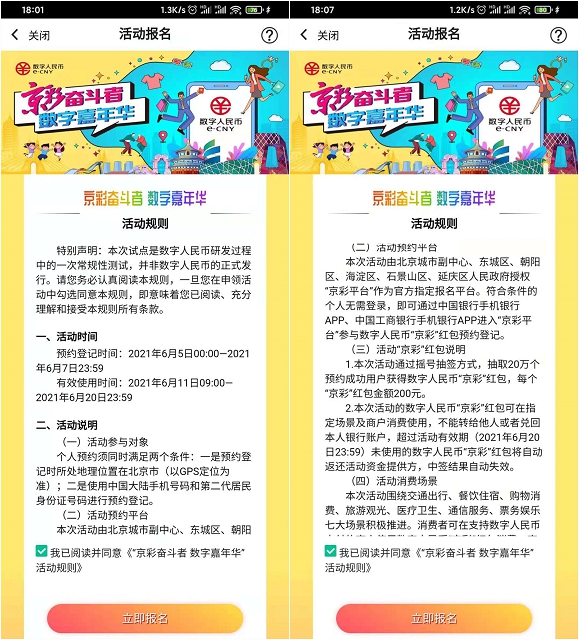 18:01
1.3K/s
76
关闭
活动报名
?
数字人民币
e-CNY
京彩奋斗者
数字嘉年华
数字人民币
e-CNY
京彩奋斗者 数字嘉年华
活动规则
特别声明：本次试点是数字人民币研发过程
中的一次常规性测试，并非数字人民币的正式发
行。请您务必认真阅读本规则，一旦您在申领活
动中勾选同意本规则，即意味着您已阅读、充分
理解和接受本规则所有条款。
一、活动时间
预约登记时间：2021年6月5日00:00—2021
年6月7日23:59
有效使用时间：2021年6月11日09:00—
2021年6月20日23:59
二、活动说明
（一）活动参与对象
个人预约须同时满足两个条件：一是预约登
记时所处地理位置在北京市（以GPS定位为
准）；二是使用中国大陆手机号码和第二代居民
身份证号码进行预约登记。
（二）活动预约平台
本次活动由北京城市副中心、东城区、朝阳
我已阅读并同意《“京彩奋斗者 数字嘉年华”
活动规则》
立即报名
18:07
1.2K/s
80
关闭
活动报名
?
数字人民币
e-CNY
京彩奋斗者
数字嘉年华
数字人民币
e-CNY
京彩奋斗者 数字嘉年华
活动规则
（二）活动预约平台
本次活动由北京城市副中心、东城区、朝阳
区、海淀区、石景山区、延庆区人民政府授权
“京彩平台”作为官方指定报名平台。符合条件的
个人无需登录，即可通过中国银行手机银行
APP、中国工商银行手机银行APP进入“京彩平
台”参与数字人民币“京彩”红包预约登记。
（三）活动“京彩”红包说明
1.本次活动通过摇号抽签方式，抽取20万个
预约成功用户获得数字人民币“京彩”红包，每个
“京彩”红包金额200元。
2.本次活动的数字人民币“京彩”红包可在指
定场景及商户消费使用，不能转给他人或者兑回
本人银行账户，超过活动有效期（2021年6月20
日23:59）未使用的数字人民币“京彩”红包将自动
返还活动资金提供方，中签结果自动失效。
（四）活动消费场景
本次活动围绕交通出行、餐饮住宿、购物消
费、旅游观光、医疗卫生、通信服务、票务娱乐
七大场景积极推进。消费者可在支持数字人民币
我已阅读并同意《“京彩奋斗者 数字嘉年华”
活动规则》
立即报名